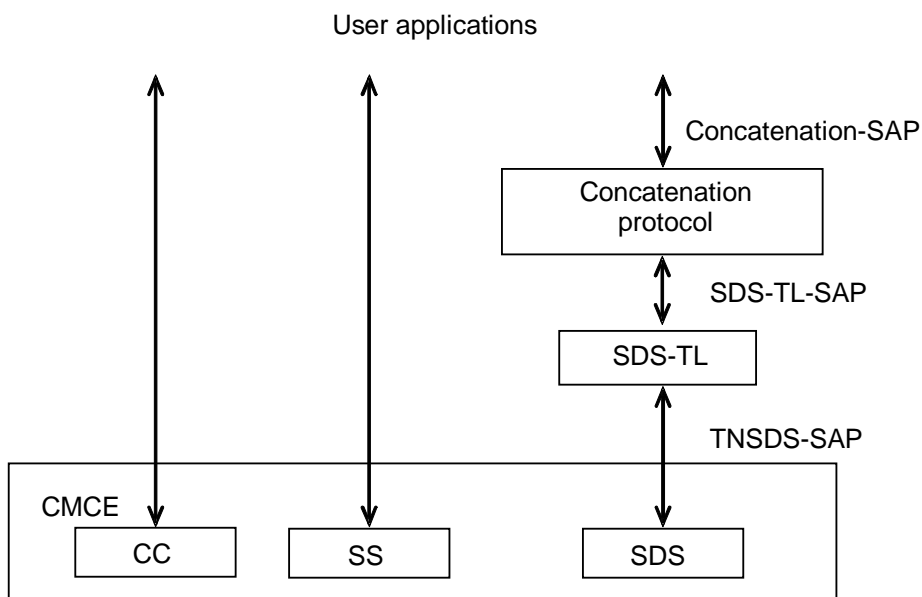 User applications
Concatenation-SAP
Concatenation
protocol
SDS-TL-SAP
SDS-TL
TNSDS-SAP
CMCE
CC
SS
SDS